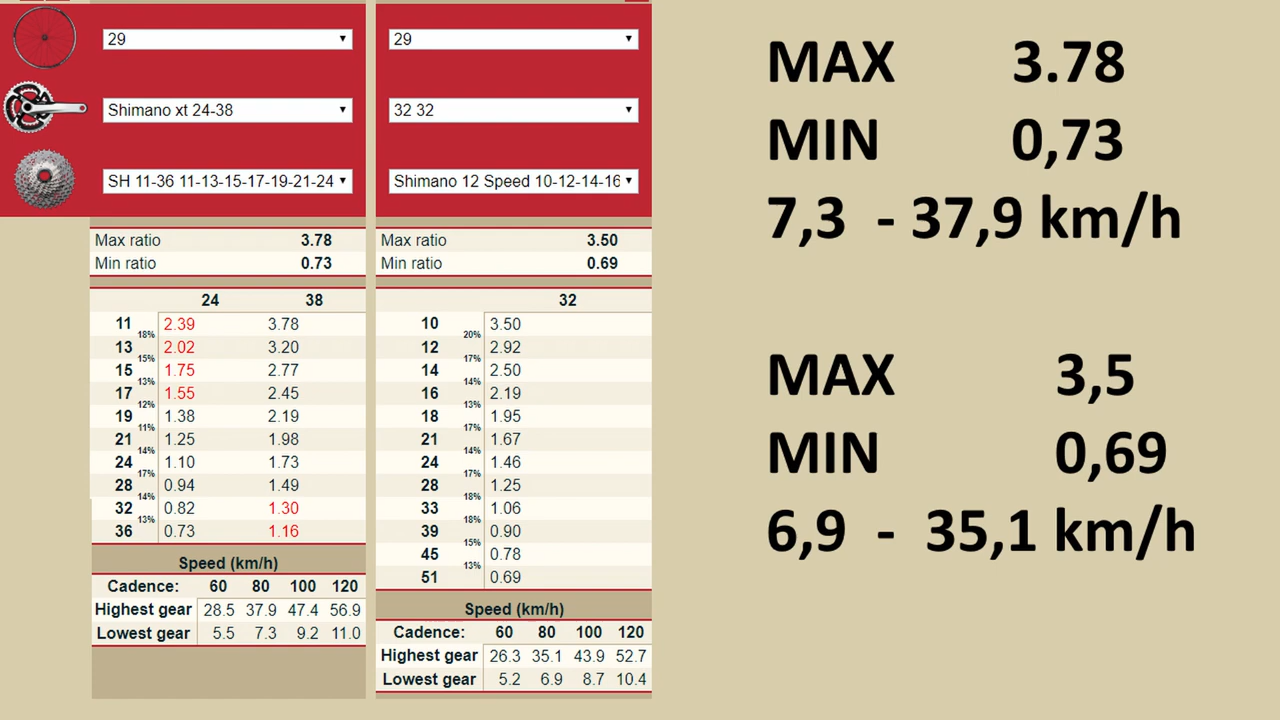 29
Shimano xt 24-38
SH 11-36 11-13-15-17-19-21-24
Max ratio 3.78
Min ratio 0.73
24 38
11 2.39 3.78
18%
13 2.02 3.20
15%
15 1.75 2.77
13%
17 1.55 2.45
12%
19 1.38 2.19
11%
21 1.25 1.98
14%
24 1.10 1.73
17%
28 0.94 1.49
14%
32 0.82 1.30
13%
36 0.73 1.16
Speed (km/h)
Cadence: 60 80 100 120
Highest gear 28.5 37.9 47.4 56.9
Lowest gear 5.5 7.3 9.2 11.0
29
32 32
Shimano 12 Speed 10-12-14-16
Max ratio 3.50
Min ratio 0.69
32
10 3.50
20%
12 2.92
17%
14 2.50
14%
16 2.19
13%
18 1.95
17%
21 1.67
14%
24 1.46
17%
28 1.25
18%
33 1.06
18%
39 0.90
15%
45 0.78
13%
51 0.69
Speed (km/h)
Cadence: 60 80 100 120
Highest gear 26.3 35.1 43.9 52.7
Lowest gear 5.2 6.9 8.7 10.4
MAX 3.78
MIN 0,73
7,3 - 37,9 km/h
MAX 3,5
MIN 0,69
6,9 - 35,1 km/h